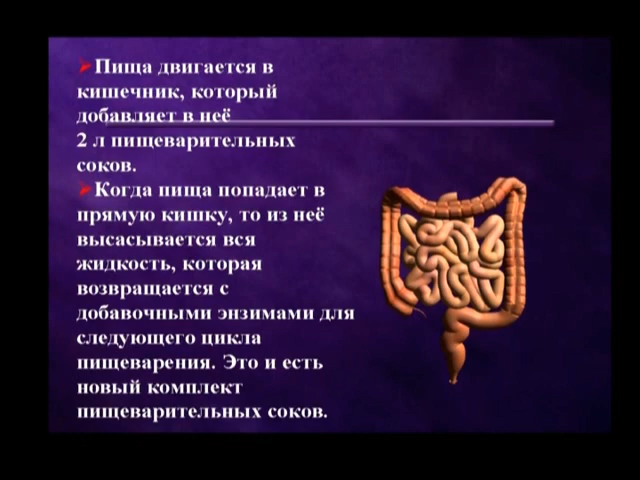 Пища двигается в
кишечник, который
добавляет в неё
2 л пищеварительных
соков.
Когда пища попадает в
прямую кишку, то из неё
высасывается вся
жидкость, которая
возвращается с
добавочными энзимами для
следующего цикла
пищеварения. Это и есть
новый комплект
пищеварительных соков.